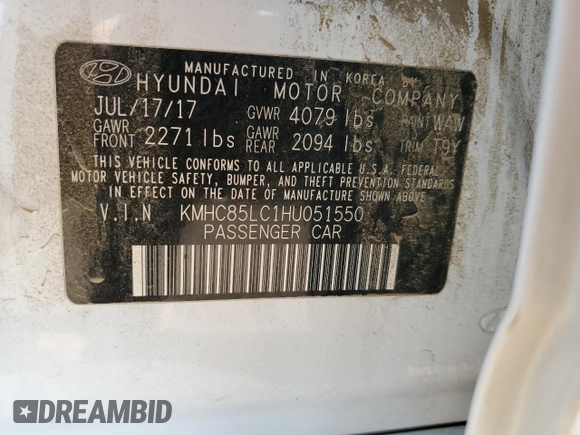 MANUFACTURED IN KOREA
HYUNDAI MOTOR COMPANY
JUL/17/17 GVWR 4079 lbs PAINT WAW
GAWR FRONT 2271 lbs GAWR REAR 2094 lbs TRIM T9Y
THIS VEHICLE CONFORMS TO ALL APPLICABLE U.S.A. FEDERAL
MOTOR VEHICLE SAFETY, BUMPER, AND THEFT PREVENTION STANDARDS
IN EFFECT ON THE DATE OF MANUFACTURE SHOWN ABOVE.
V.I.N KMHC85LC1HU051550
PASSENGER CAR
DREAMBID